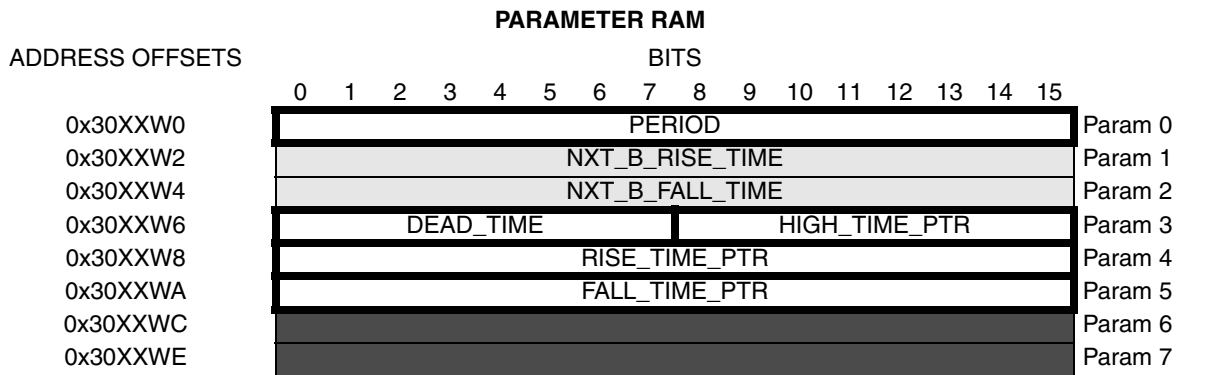 PARAMETER RAM
ADDRESS OFFSETS BITS
0 1 2 3 4 5 6 7 8 9 10 11 12 13 14 15
0x30XXW0 PERIOD Param 0
0x30XXW2 NXT_B_RISE_TIME Param 1
0x30XXW4 NXT_B_FALL_TIME Param 2
0x30XXW6 DEAD_TIME HIGH_TIME_PTR Param 3
0x30XXW8 RISE_TIME_PTR Param 4
0x30XXWA FALL_TIME_PTR Param 5
0x30XXWC Param 6
0x30XXWE Param 7